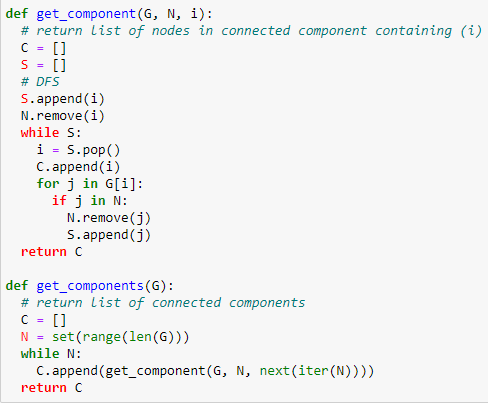 def get_component(G, N, i):
  # return list of nodes in connected component containing (i)
  C = []
  S = []
  # DFS
  S.append(i)
  N.remove(i)
  while S:
    i = S.pop()
    C.append(i)
    for j in G[i]:
      if j in N:
        N.remove(j)
        S.append(j)
  return C

def get_components(G):
  # return list of connected components
  C = []
  N = set(range(len(G)))
  while N:
    C.append(get_component(G, N, next(iter(N))))
  return C